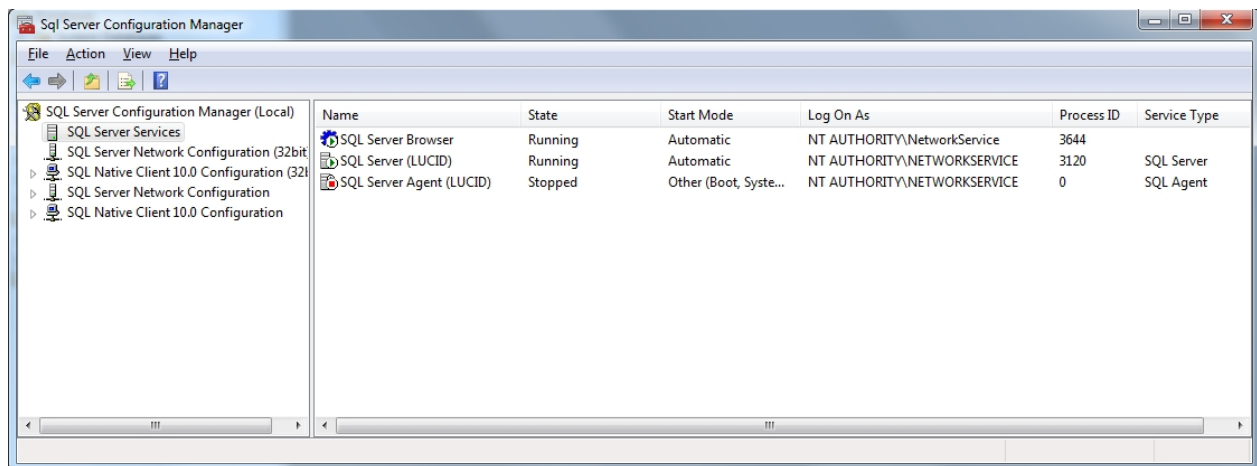 Sql Server Configuration Manager
File Action View Help
SQL Server Configuration Manager (Local)
SQL Server Services
SQL Server Network Configuration (32bit
SQL Native Client 10.0 Configuration (32b
SQL Server Network Configuration
SQL Native Client 10.0 Configuration
Name State Start Mode Log On As Process ID Service Type
SQL Server Browser Running Automatic NT AUTHORITY\NetworkService 3644
SQL Server (LUCID) Running Automatic NT AUTHORITY\NETWORKSERVICE 3120 SQL Server
SQL Server Agent (LUCID) Stopped Other (Boot, Syste... NT AUTHORITY\NETWORKSERVICE 0 SQL Agent